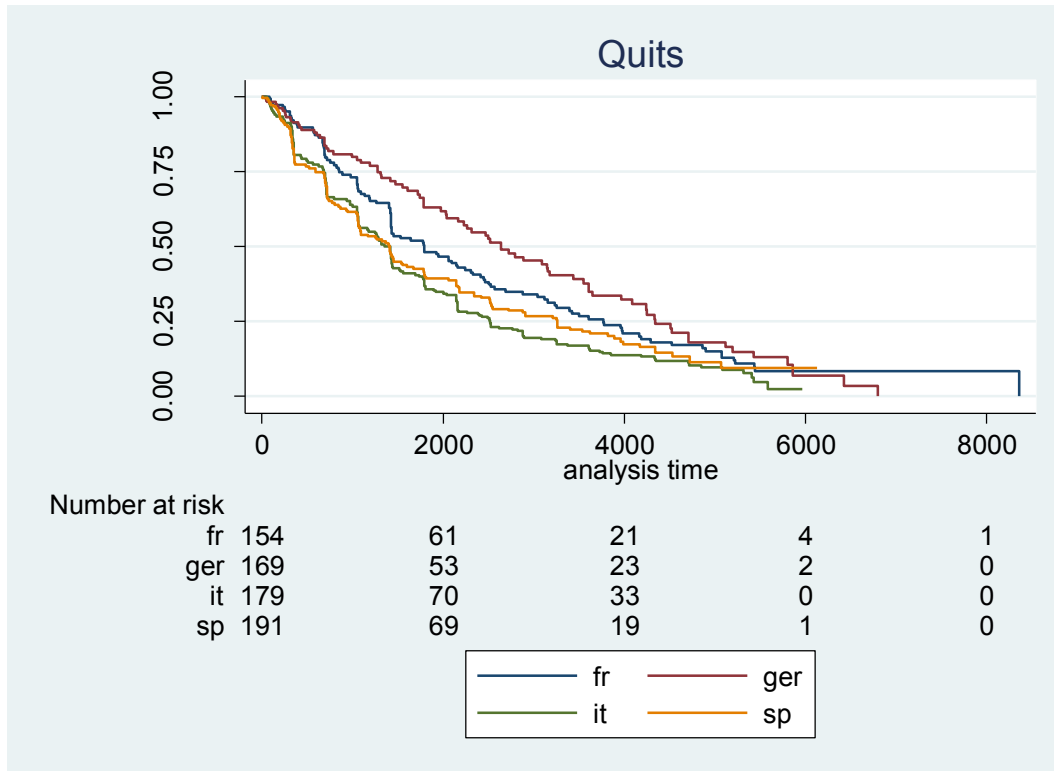 Quits
1.00
0.75
0.50
0.25
0.00
0 2000 4000 6000 8000
analysis time
Number at risk
fr 154 61 21 4 1
ger 169 53 23 2 0
it 179 70 33 0 0
sp 191 69 19 1 0
fr ger
it sp